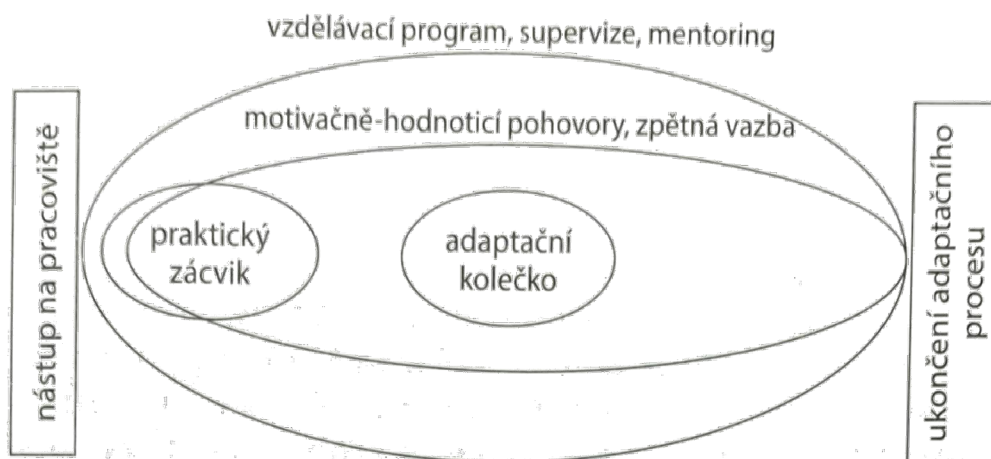 vzdělávací program, supervize, mentoring
motivačně-hodnoticí pohovory, zpětná vazba
nástup na pracoviště
praktický
zácvik
adaptační
kolečko
ukončení adaptačního
procesu